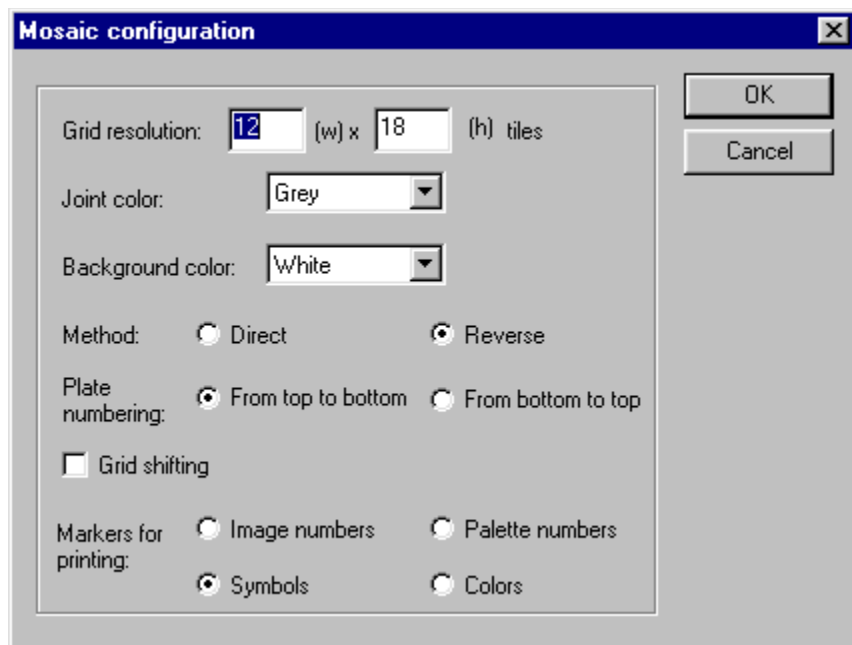 Mosaic configuration
OK
Cancel
Grid resolution: 12 (w) x 18 (h) tiles
Joint color: Grey
Background color: White
Method: Direct Reverse
Plate
numbering: From top to bottom From bottom to top
Grid shifting
Markers for
printing: Image numbers Palette numbers
Symbols Colors